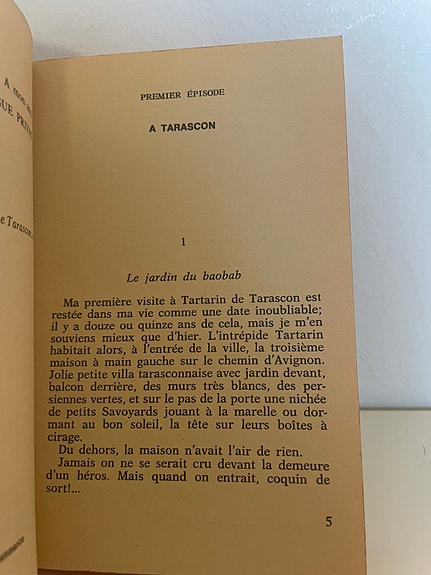 A mon
GUE PRIV
e Tarascon,
PREMIER ÉPISODE
A TARASCON
1
Le jardin du baobab
Ma première visite à Tartarin de Tarascon est
restée dans ma vie comme une date inoubliable;
il y a douze ou quinze ans de cela, mais je m'en
souviens mieux que d'hier. L'intrépide Tartarin
habitait alors, à l'entrée de la ville, la troisième
maison à main gauche sur le chemin d'Avignon.
Jolie petite villa tarasconnaise avec jardin devant,
balcon derrière, des murs très blancs, des per-
siennes vertes, et sur le pas de la porte une nichée
de petits Savoyards jouant à la marelle ou dor-
mant au bon soleil, la tête sur leurs boîtes à
cirage.
Du dehors, la maison n'avait l'air de rien.
Jamais on ne se serait cru devant la demeure
d'un héros. Mais quand on entrait, coquin de
sort!...
5